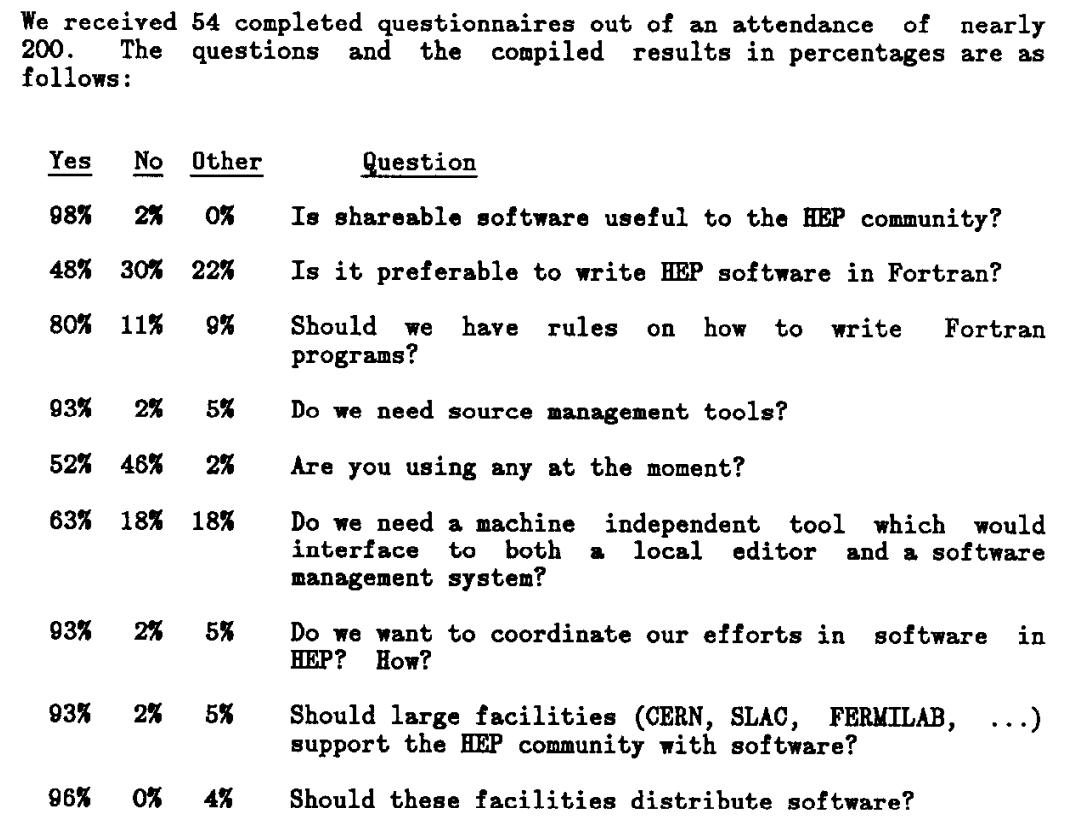 We received 54 completed questionnaires out of an attendance of nearly
200. The questions and the compiled results in percentages are as
follows:
Yes No Other Question
98% 2% 0% Is shareable software useful to the HEP community?
48% 30% 22% Is it preferable to write HEP software in Fortran?
80% 11% 9% Should we have rules on how to write Fortran
programs?
93% 2% 5% Do we need source management tools?
52% 46% 2% Are you using any at the moment?
63% 18% 18% Do we need a machine independent tool which would
interface to both a local editor and a software
management system?
93% 2% 5% Do we want to coordinate our efforts in software in
HEP? How?
93% 2% 5% Should large facilities (CERN, SLAC, FERMILAB, ...)
support the HEP community with software?
96% 0% 4% Should these facilities distribute software?